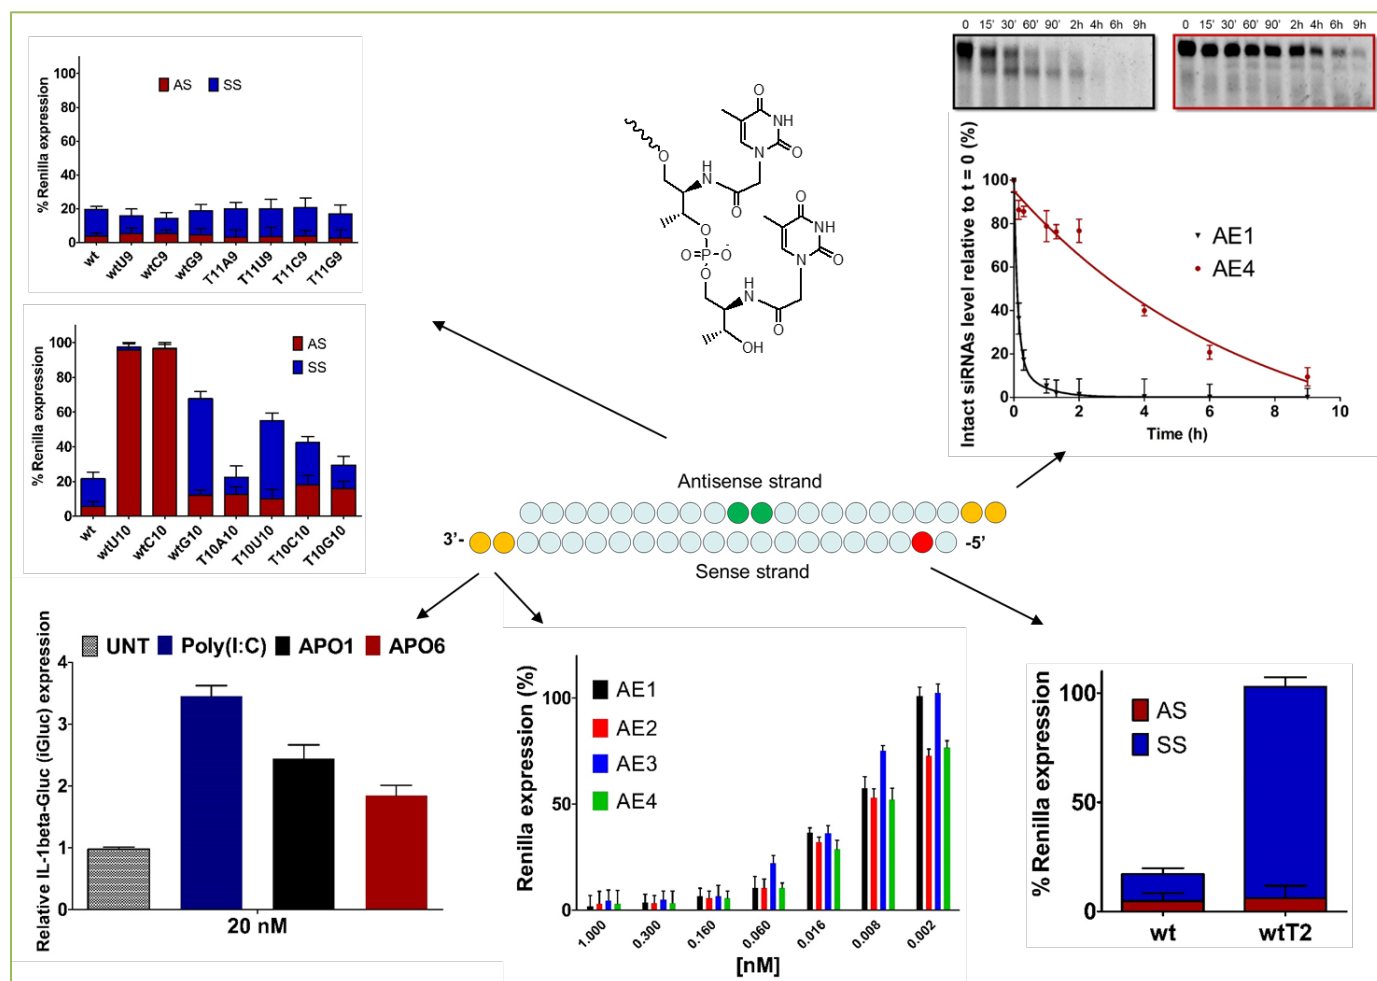 % Renilla expression
100
80
60
40
20
0
AS SS
wt wtU9 wtC9 wtG9 T11A9 T11U9 T11C9 T11G9
% Renilla expression
100
80
60
40
20
0
AS
SS
wt wtU10 wtC10 wtG10 T10A10 T10U10 T10C10 T10G10
O
NH
N
O
O
H
N
O
O
O
NH
O
O=P-O-
O
N
O
H
N
O
OH
0 15' 30' 60' 90' 2h 4h 6h 9h
0 15' 30' 60' 90' 2h 4h 6h 9h
Intact siRNAs level relative to t = 0 (%)
100
80
60
40
20
0
AE1
AE4
0 2 4 6 8 10
Time (h)
Antisense strand
3'- -5'
Sense strand
Relative IL-1beta-Gluc (iGluc) expression
UNT Poly(I:C) APO1 APO6
4
3
2
1
0
20 nM
Renilla expression (%)
100
50
0
AE1
AE2
AE3
AE4
1.000 0.300 0.160 0.060 0.016 0.008 0.002
[nM]
% Renilla expression
100
50
0
AS
SS
wt wtT2